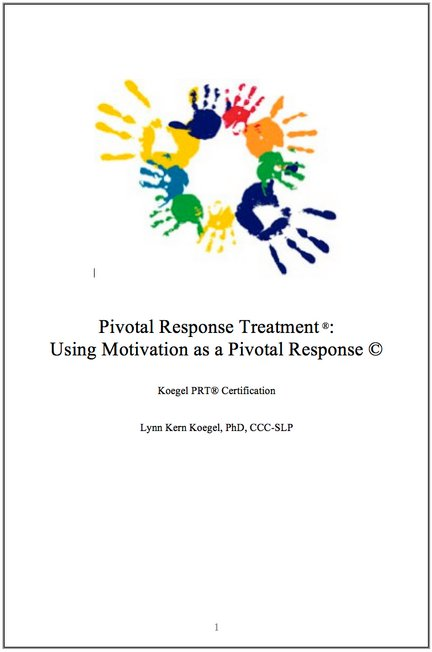 Pivotal Response Treatment ®:
Using Motivation as a Pivotal Response ©
Koegel PRT® Certification
Lynn Kern Koegel, PhD, CCC-SLP
1